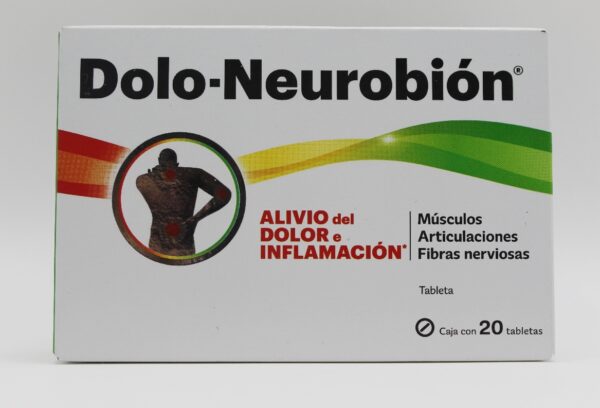 Dolo-Neurobión®
ALIVIO del
DOLOR e
INFLAMACIÓN*
Músculos
Articulaciones
Fibras nerviosas
Tableta
Caja con 20 tabletas